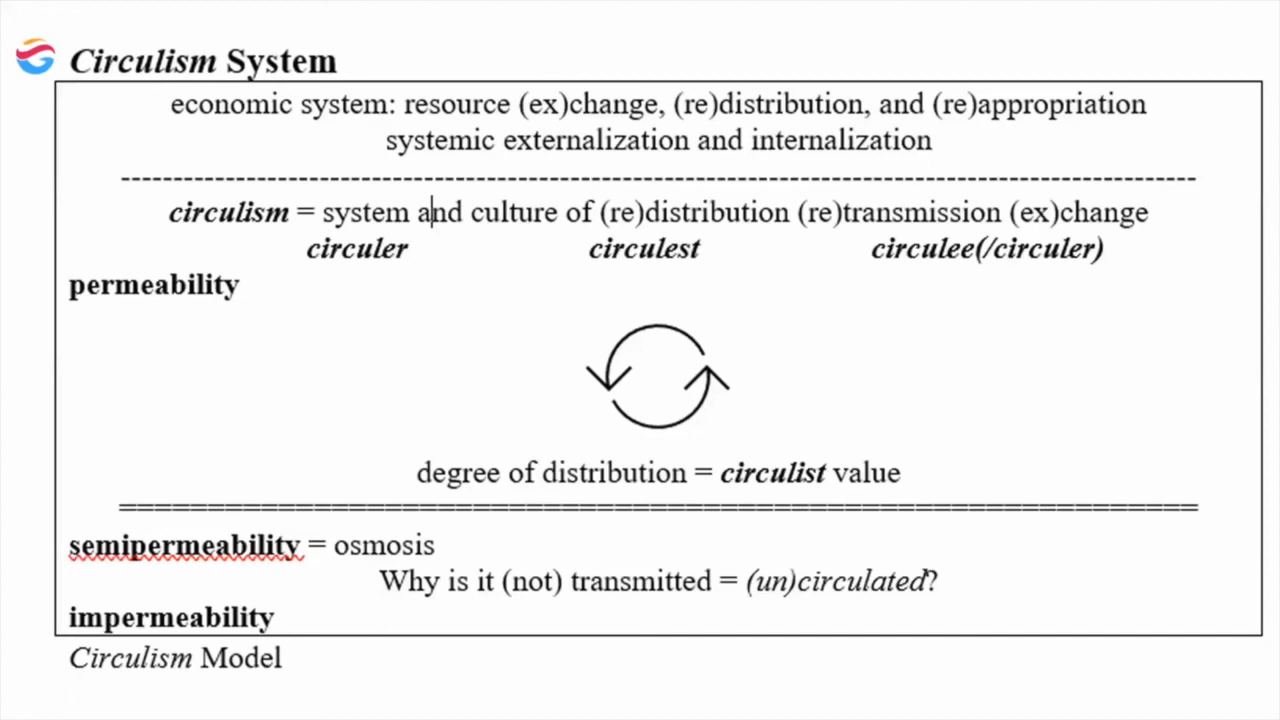 Circulism System
economic system: resource (ex)change, (re)distribution, and (re)appropriation
systemic externalization and internalization
--------------------------------------------------------------------------------
circulism = system and culture of (re)distribution (re)transmission (ex)change
circuler circulest circulee(/circuler)
permeability
degree of distribution = circulist value
==========================================================
semipermeability = osmosis
Why is it (not) transmitted = (un)circulated?
impermeability
Circulism Model